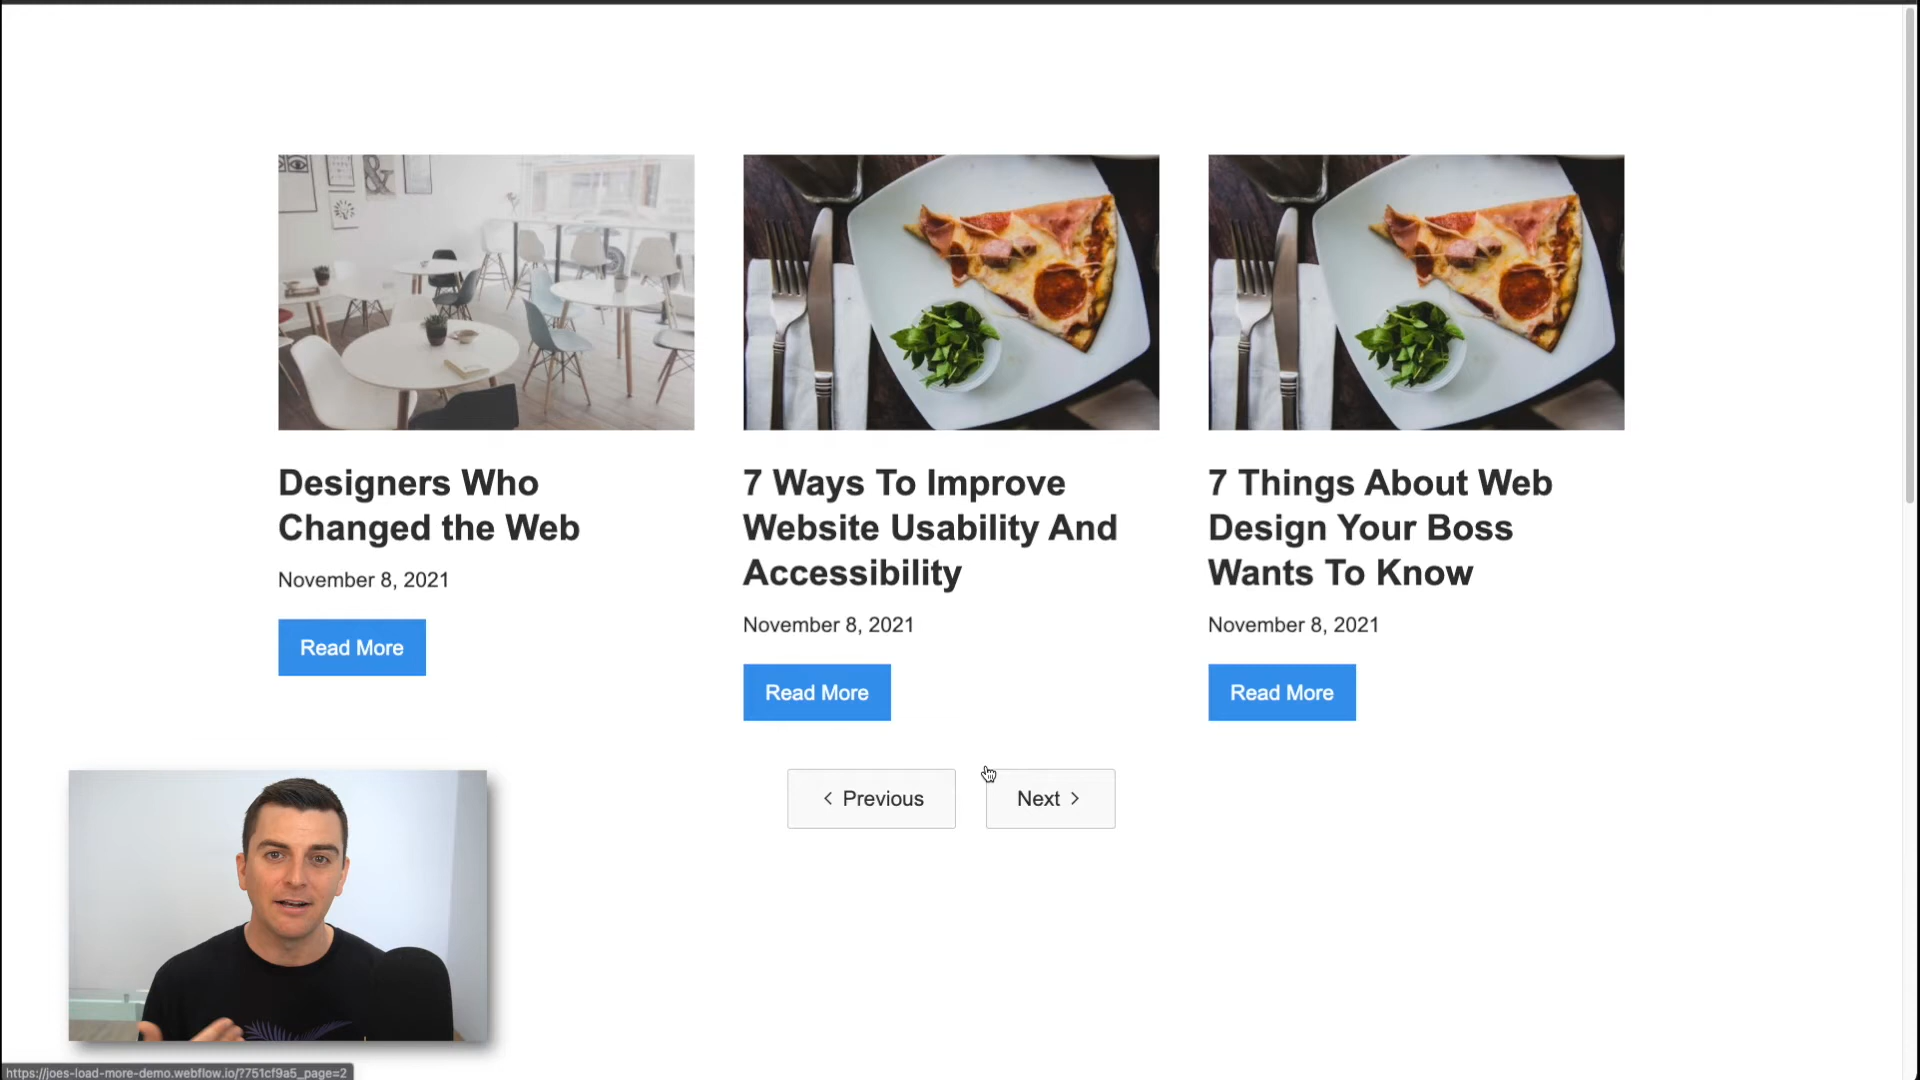 Designers Who
Changed the Web
November 8, 2021
Read More
7 Ways To Improve
Website Usability And
Accessibility
November 8, 2021
Read More
7 Things About Web
Design Your Boss
Wants To Know
November 8, 2021
Read More
Previous
Next
https://joes-load-more-demo.webflow.io/?751cf9a5_page=2
&